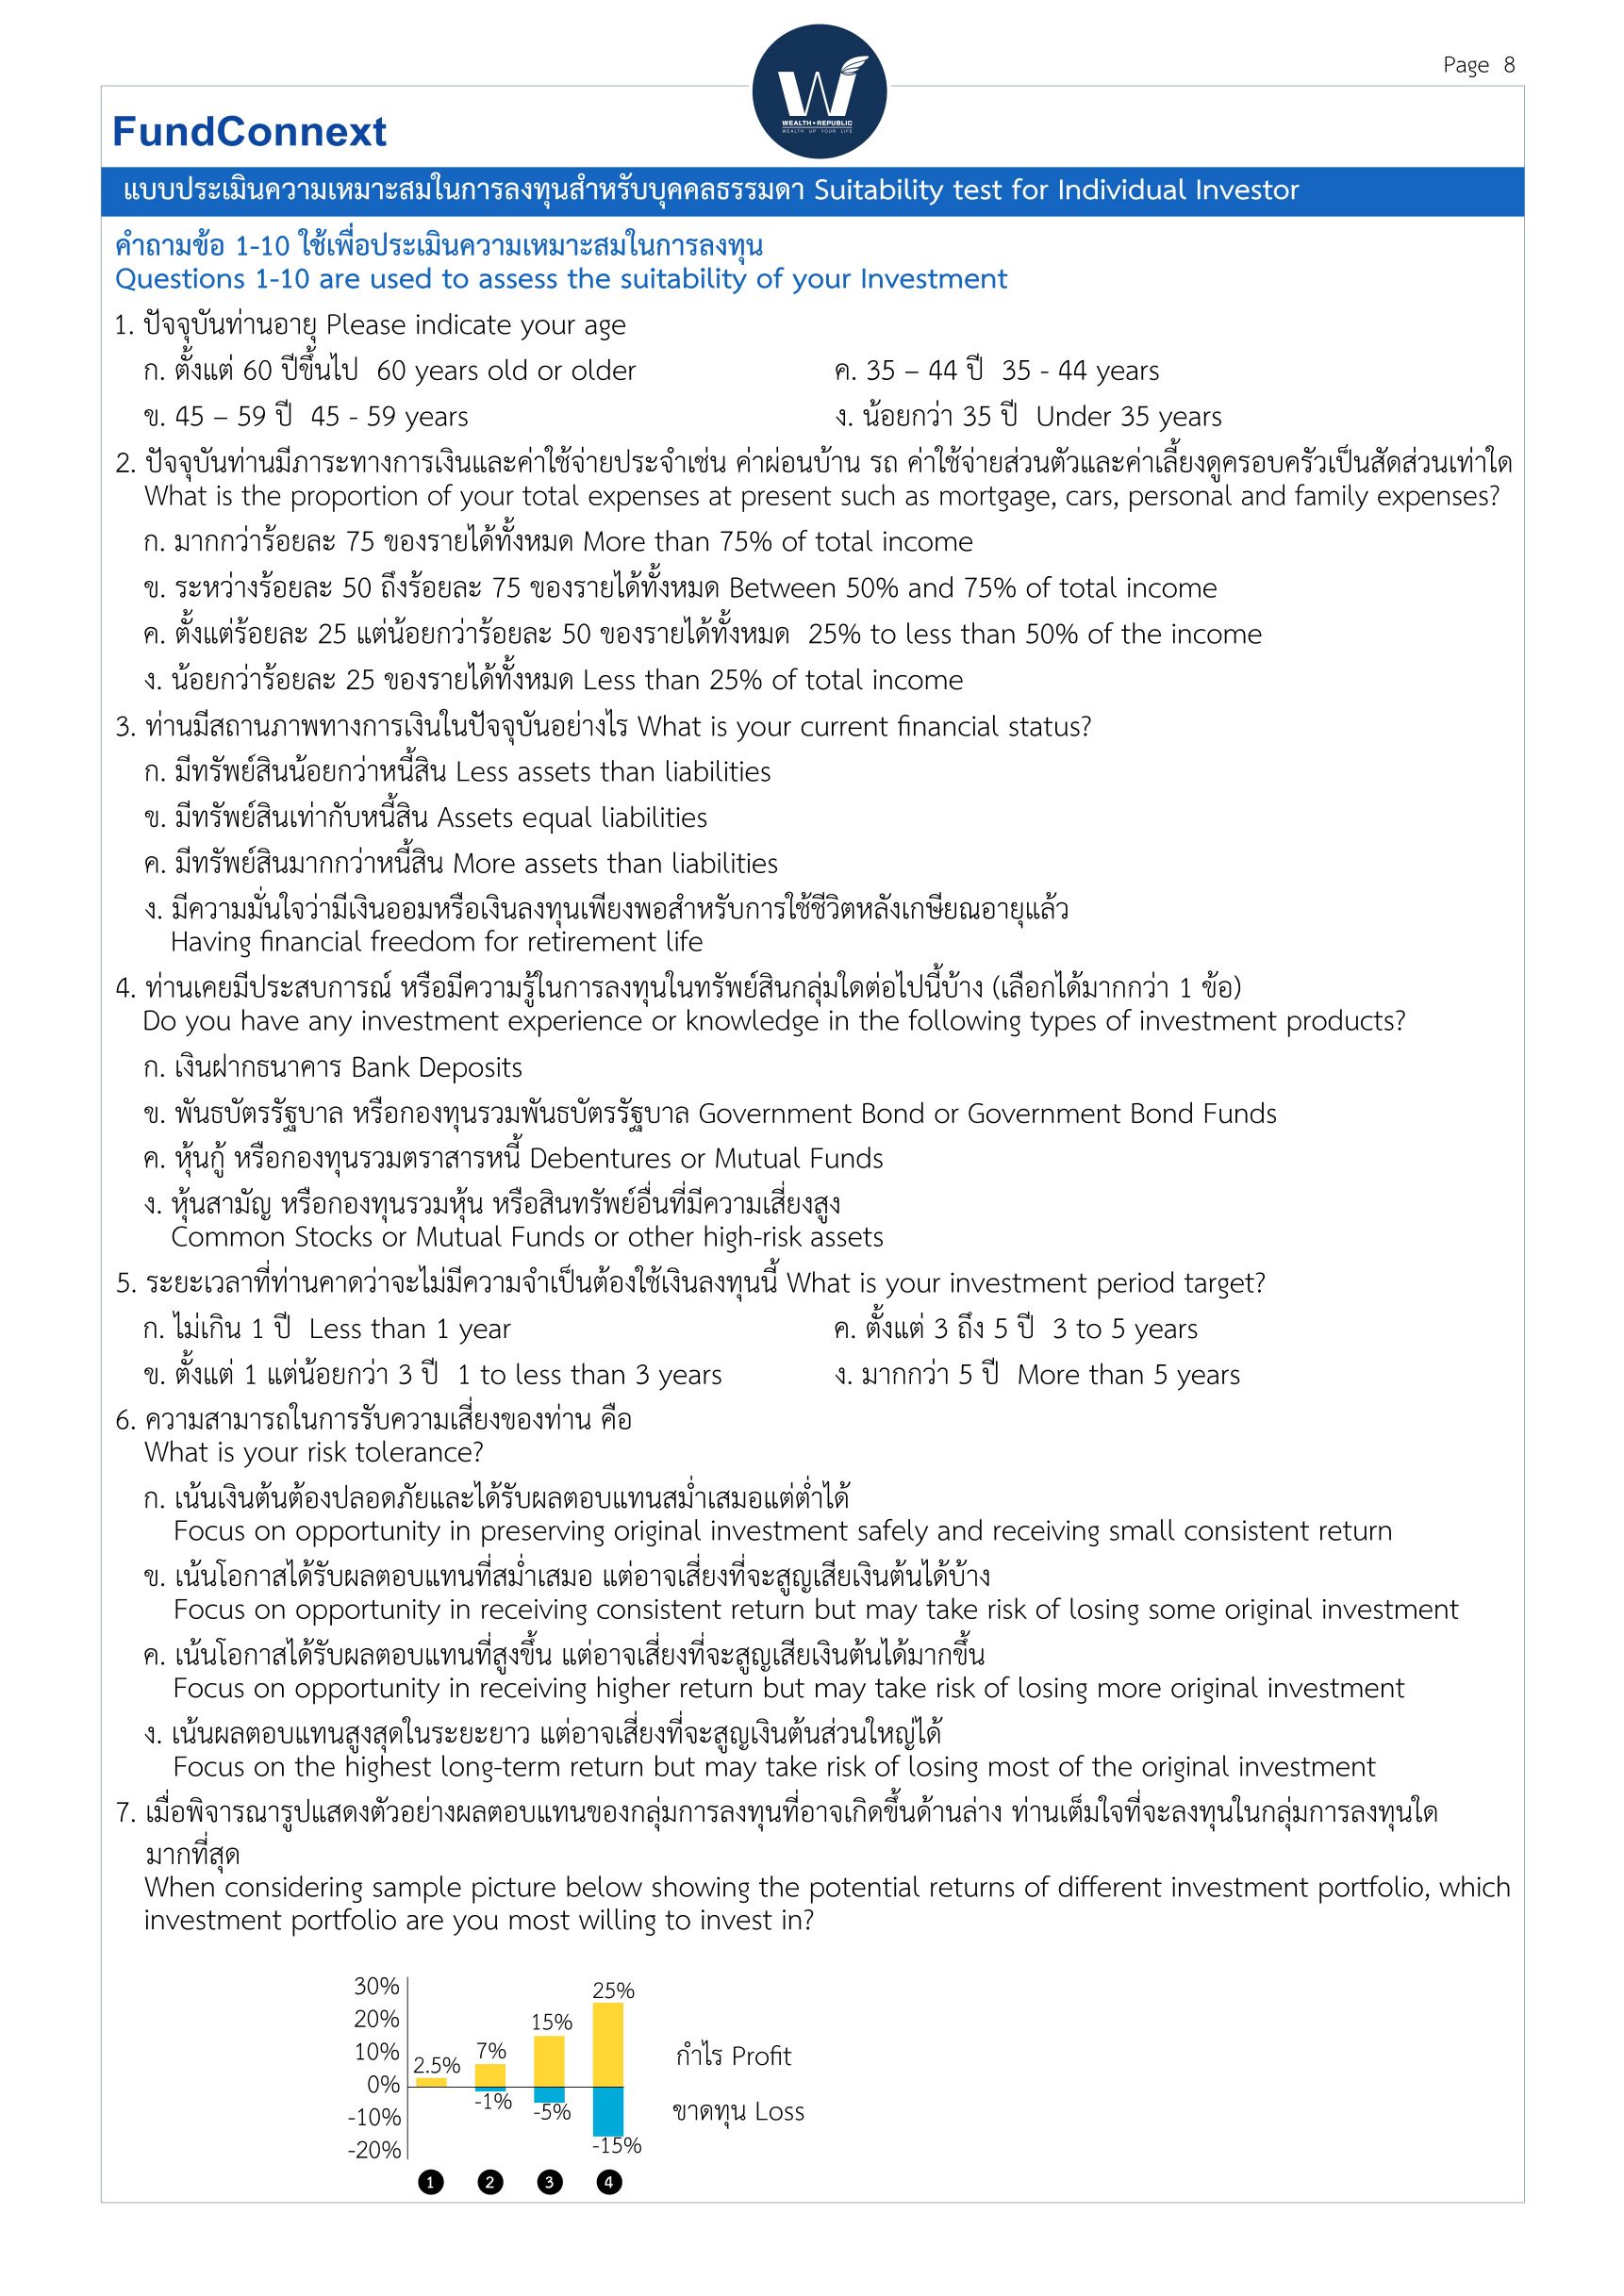 Page 8
W
WEALTH•REPUBLIC
WEALTH UP YOUR LIFE
FundConnext
แบบประเมินความเหมาะสมในการลงทุนสำหรับบุคคลธรรมดา Suitability test for Individual Investor
คำถามข้อ 1-10 ใช้เพื่อประเมินความเหมาะสมในการลงทุน
Questions 1-10 are used to assess the suitability of your Investment
1. ปัจจุบันท่านอายุ Please indicate your age
ก. ตั้งแต่ 60 ปีขึ้นไป 60 years old or older
ค. 35 – 44 ปี 35 - 44 years
ข. 45 – 59 ปี 45 - 59 years
ง. น้อยกว่า 35 ปี Under 35 years
2. ปัจจุบันท่านมีภาระทางการเงินและค่าใช้จ่ายประจำเช่น ค่าผ่อนบ้าน รถ ค่าใช้จ่ายส่วนตัวและค่าเลี้ยงดูครอบครัวเป็นสัดส่วนเท่าใด
What is the proportion of your total expenses at present such as mortgage, cars, personal and family expenses?
ก. มากกว่าร้อยละ 75 ของรายได้ทั้งหมด More than 75% of total income
ข. ระหว่างร้อยละ 50 ถึงร้อยละ 75 ของรายได้ทั้งหมด Between 50% and 75% of total income
ค. ตั้งแต่ร้อยละ 25 แต่น้อยกว่าร้อยละ 50 ของรายได้ทั้งหมด 25% to less than 50% of the income
ง. น้อยกว่าร้อยละ 25 ของรายได้ทั้งหมด Less than 25% of total income
3. ท่านมีสถานภาพทางการเงินในปัจจุบันอย่างไร What is your current financial status?
ก. มีทรัพย์สินน้อยกว่าหนี้สิน Less assets than liabilities
ข. มีทรัพย์สินเท่ากับหนี้สิน Assets equal liabilities
ค. มีทรัพย์สินมากกว่าหนี้สิน More assets than liabilities
ง. มีความมั่นใจว่ามีเงินออมหรือเงินลงทุนเพียงพอสำหรับการใช้ชีวิตหลังเกษียณอายุแล้ว
Having financial freedom for retirement life
4. ท่านเคยมีประสบการณ์ หรือมีความรู้ในการลงทุนในทรัพย์สินกลุ่มใดต่อไปนี้บ้าง (เลือกได้มากกว่า 1 ข้อ)
Do you have any investment experience or knowledge in the following types of investment products?
ก. เงินฝากธนาคาร Bank Deposits
ข. พันธบัตรรัฐบาล หรือกองทุนรวมพันธบัตรรัฐบาล Government Bond or Government Bond Funds
ค. หุ้นกู้ หรือกองทุนรวมตราสารหนี้ Debentures or Mutual Funds
ง. หุ้นสามัญ หรือกองทุนรวมหุ้น หรือสินทรัพย์อื่นที่มีความเสี่ยงสูง
Common Stocks or Mutual Funds or other high-risk assets
5. ระยะเวลาที่ท่านคาดว่าจะไม่มีความจำเป็นต้องใช้เงินลงทุนนี้ What is your investment period target?
ก. ไม่เกิน 1 ปี Less than 1 year
ค. ตั้งแต่ 3 ถึง 5 ปี 3 to 5 years
ข. ตั้งแต่ 1 แต่น้อยกว่า 3 ปี 1 to less than 3 years
ง. มากกว่า 5 ปี More than 5 years
6. ความสามารถในการรับความเสี่ยงของท่าน คือ
What is your risk tolerance?
ก. เน้นเงินต้นต้องปลอดภัยและได้รับผลตอบแทนสม่ำเสมอแต่ต่ำได้
Focus on opportunity in preserving original investment safely and receiving small consistent return
ข. เน้นโอกาสได้รับผลตอบแทนที่สม่ำเสมอ แต่อาจเสี่ยงที่จะสูญเสียเงินต้นได้บ้าง
Focus on opportunity in receiving consistent return but may take risk of losing some original investment
ค. เน้นโอกาสได้รับผลตอบแทนที่สูงขึ้น แต่อาจเสี่ยงที่จะสูญเสียเงินต้นได้มากขึ้น
Focus on opportunity in receiving higher return but may take risk of losing more original investment
ง. เน้นผลตอบแทนสูงสุดในระยะยาว แต่อาจเสี่ยงที่จะสูญเงินต้นส่วนใหญ่ได้
Focus on the highest long-term return but may take risk of losing most of the original investment
7. เมื่อพิจารณารูปแสดงตัวอย่างผลตอบแทนของกลุ่มการลงทุนที่อาจเกิดขึ้นด้านล่าง ท่านเต็มใจที่จะลงทุนในกลุ่มการลงทุนใด
มากที่สุด
When considering sample picture below showing the potential returns of different investment portfolio, which
investment portfolio are you most willing to invest in?
30%
20%
10%
0%
-10%
-20%
2.5%
7%
15%
25%
-1%
-5%
-15%
กำไร Profit
ขาดทุน Loss
1 2 3 4